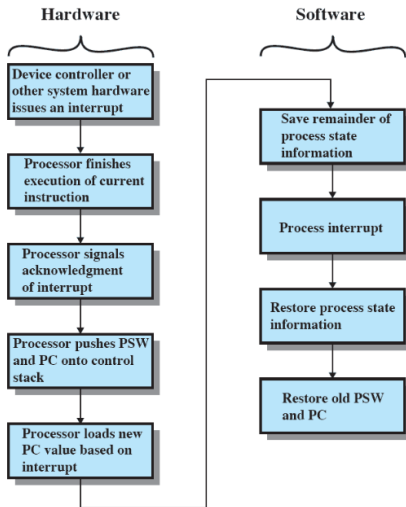 Hardware
Device controller or
other system hardware
issues an interrupt
Processor finishes
execution of current
instruction
Processor signals
acknowledgment
of interrupt
Processor pushes PSW
and PC onto control
stack
Processor loads new
PC value based on
interrupt
Software
Save remainder of
process state
information
Process interrupt
Restore process state
information
Restore old PSW
and PC